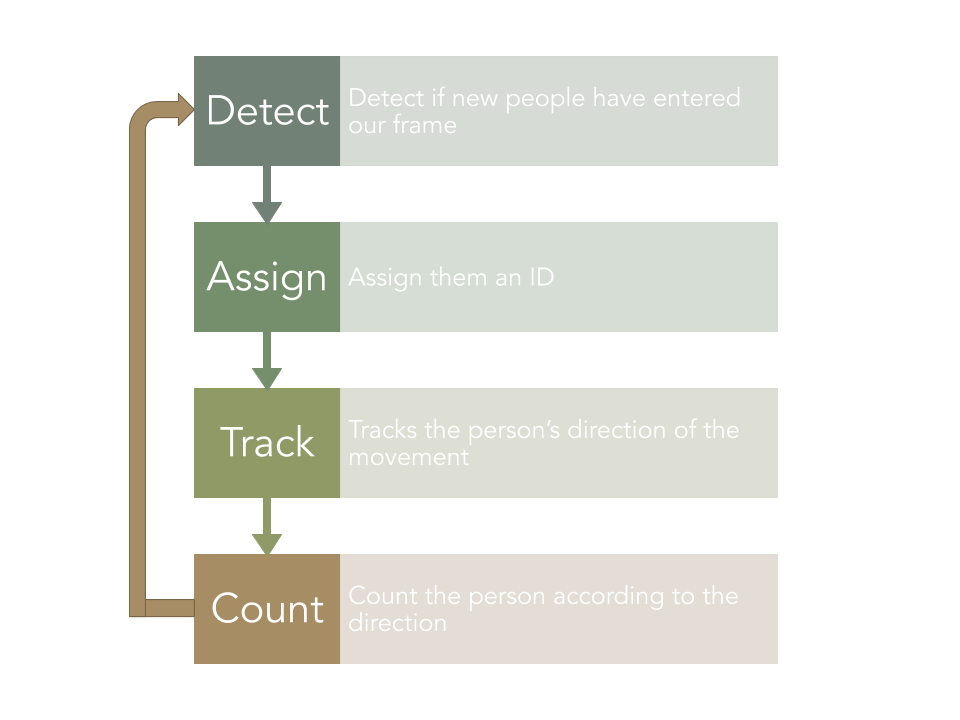 Detect
Detect if new people have entered
our frame
Assign
Assign them an ID
Track
Tracks the person’s direction of the
movement
Count
Count the person according to the
direction